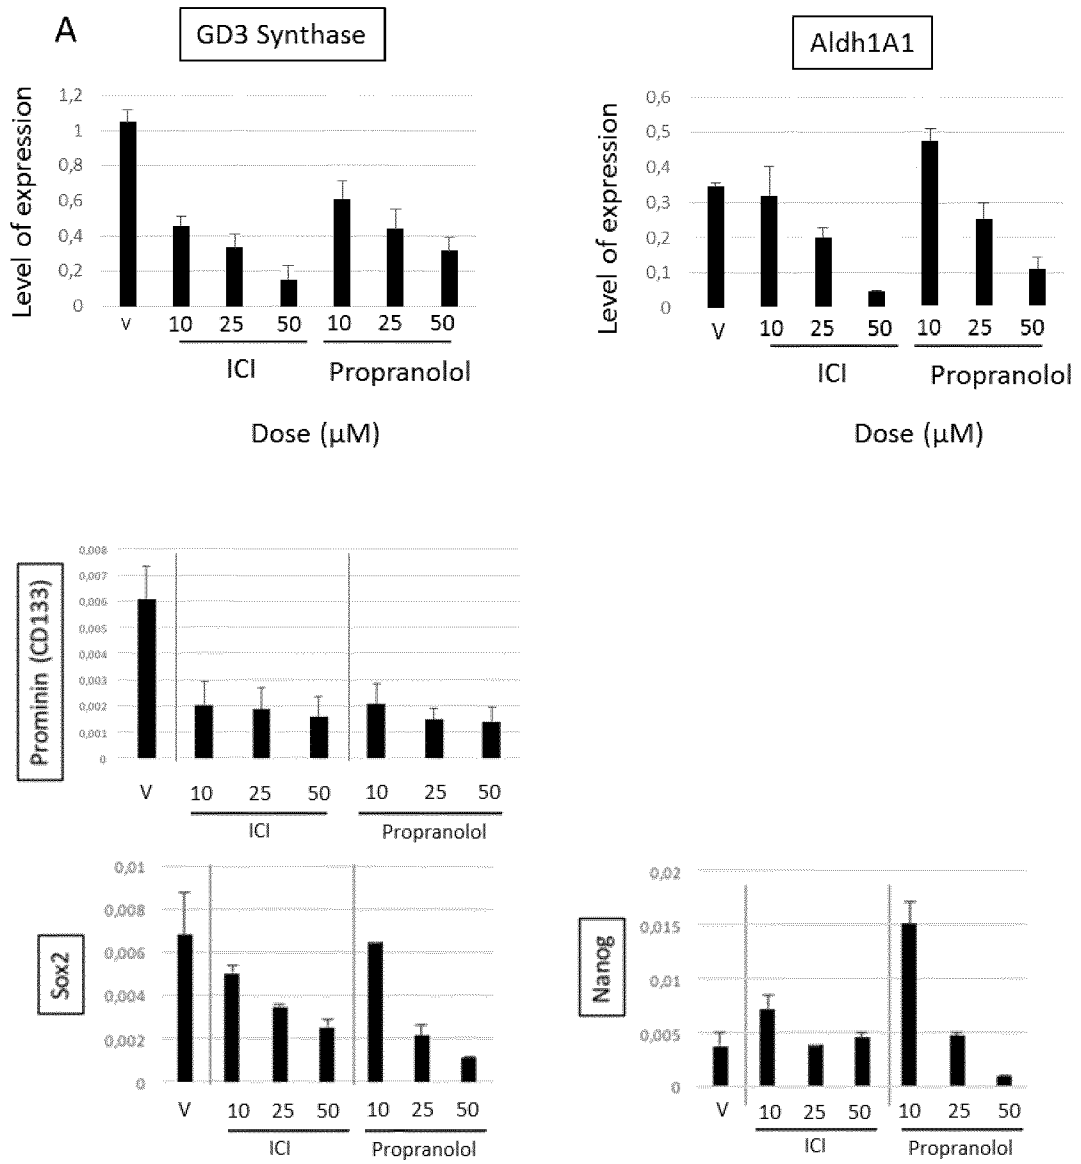 A
GD3 Synthase
Level of expression
1,2
1
0,8
0,6
0,4
0,2
0
V 10 25 50 10 25 50
ICI Propranolol
Dose (µM)
Aldh1A1
Level of expression
0,6
0,5
0,4
0,3
0,2
0,1
0
V 10 25 50 10 25 50
ICI Propranolol
Dose (µM)
Prominin (CD133)
0,008
0,007
0,006
0,005
0,004
0,003
0,002
0,001
0
V 10 25 50 10 25 50
ICI Propranolol
Sox2
0,01
0,008
0,006
0,004
0,002
0
V 10 25 50 10 25 50
ICI Propranolol
Nanog
0,02
0,015
0,01
0,005
0
V 10 25 50 10 25 50
ICI Propranolol